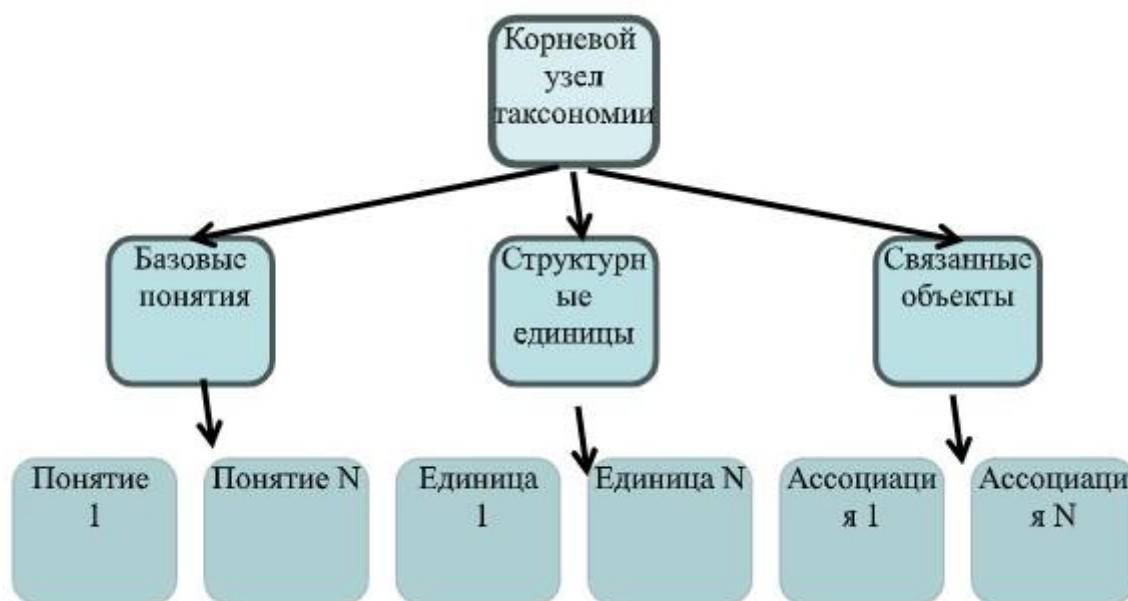 Корневой
узел
таксономии
Базовые
понятия
Структурн
ые
единицы
Связанные
объекты
Понятие
1
Понятие N
Единица
1
Единица N
Ассоциаци
я 1
Ассоциаци
я N